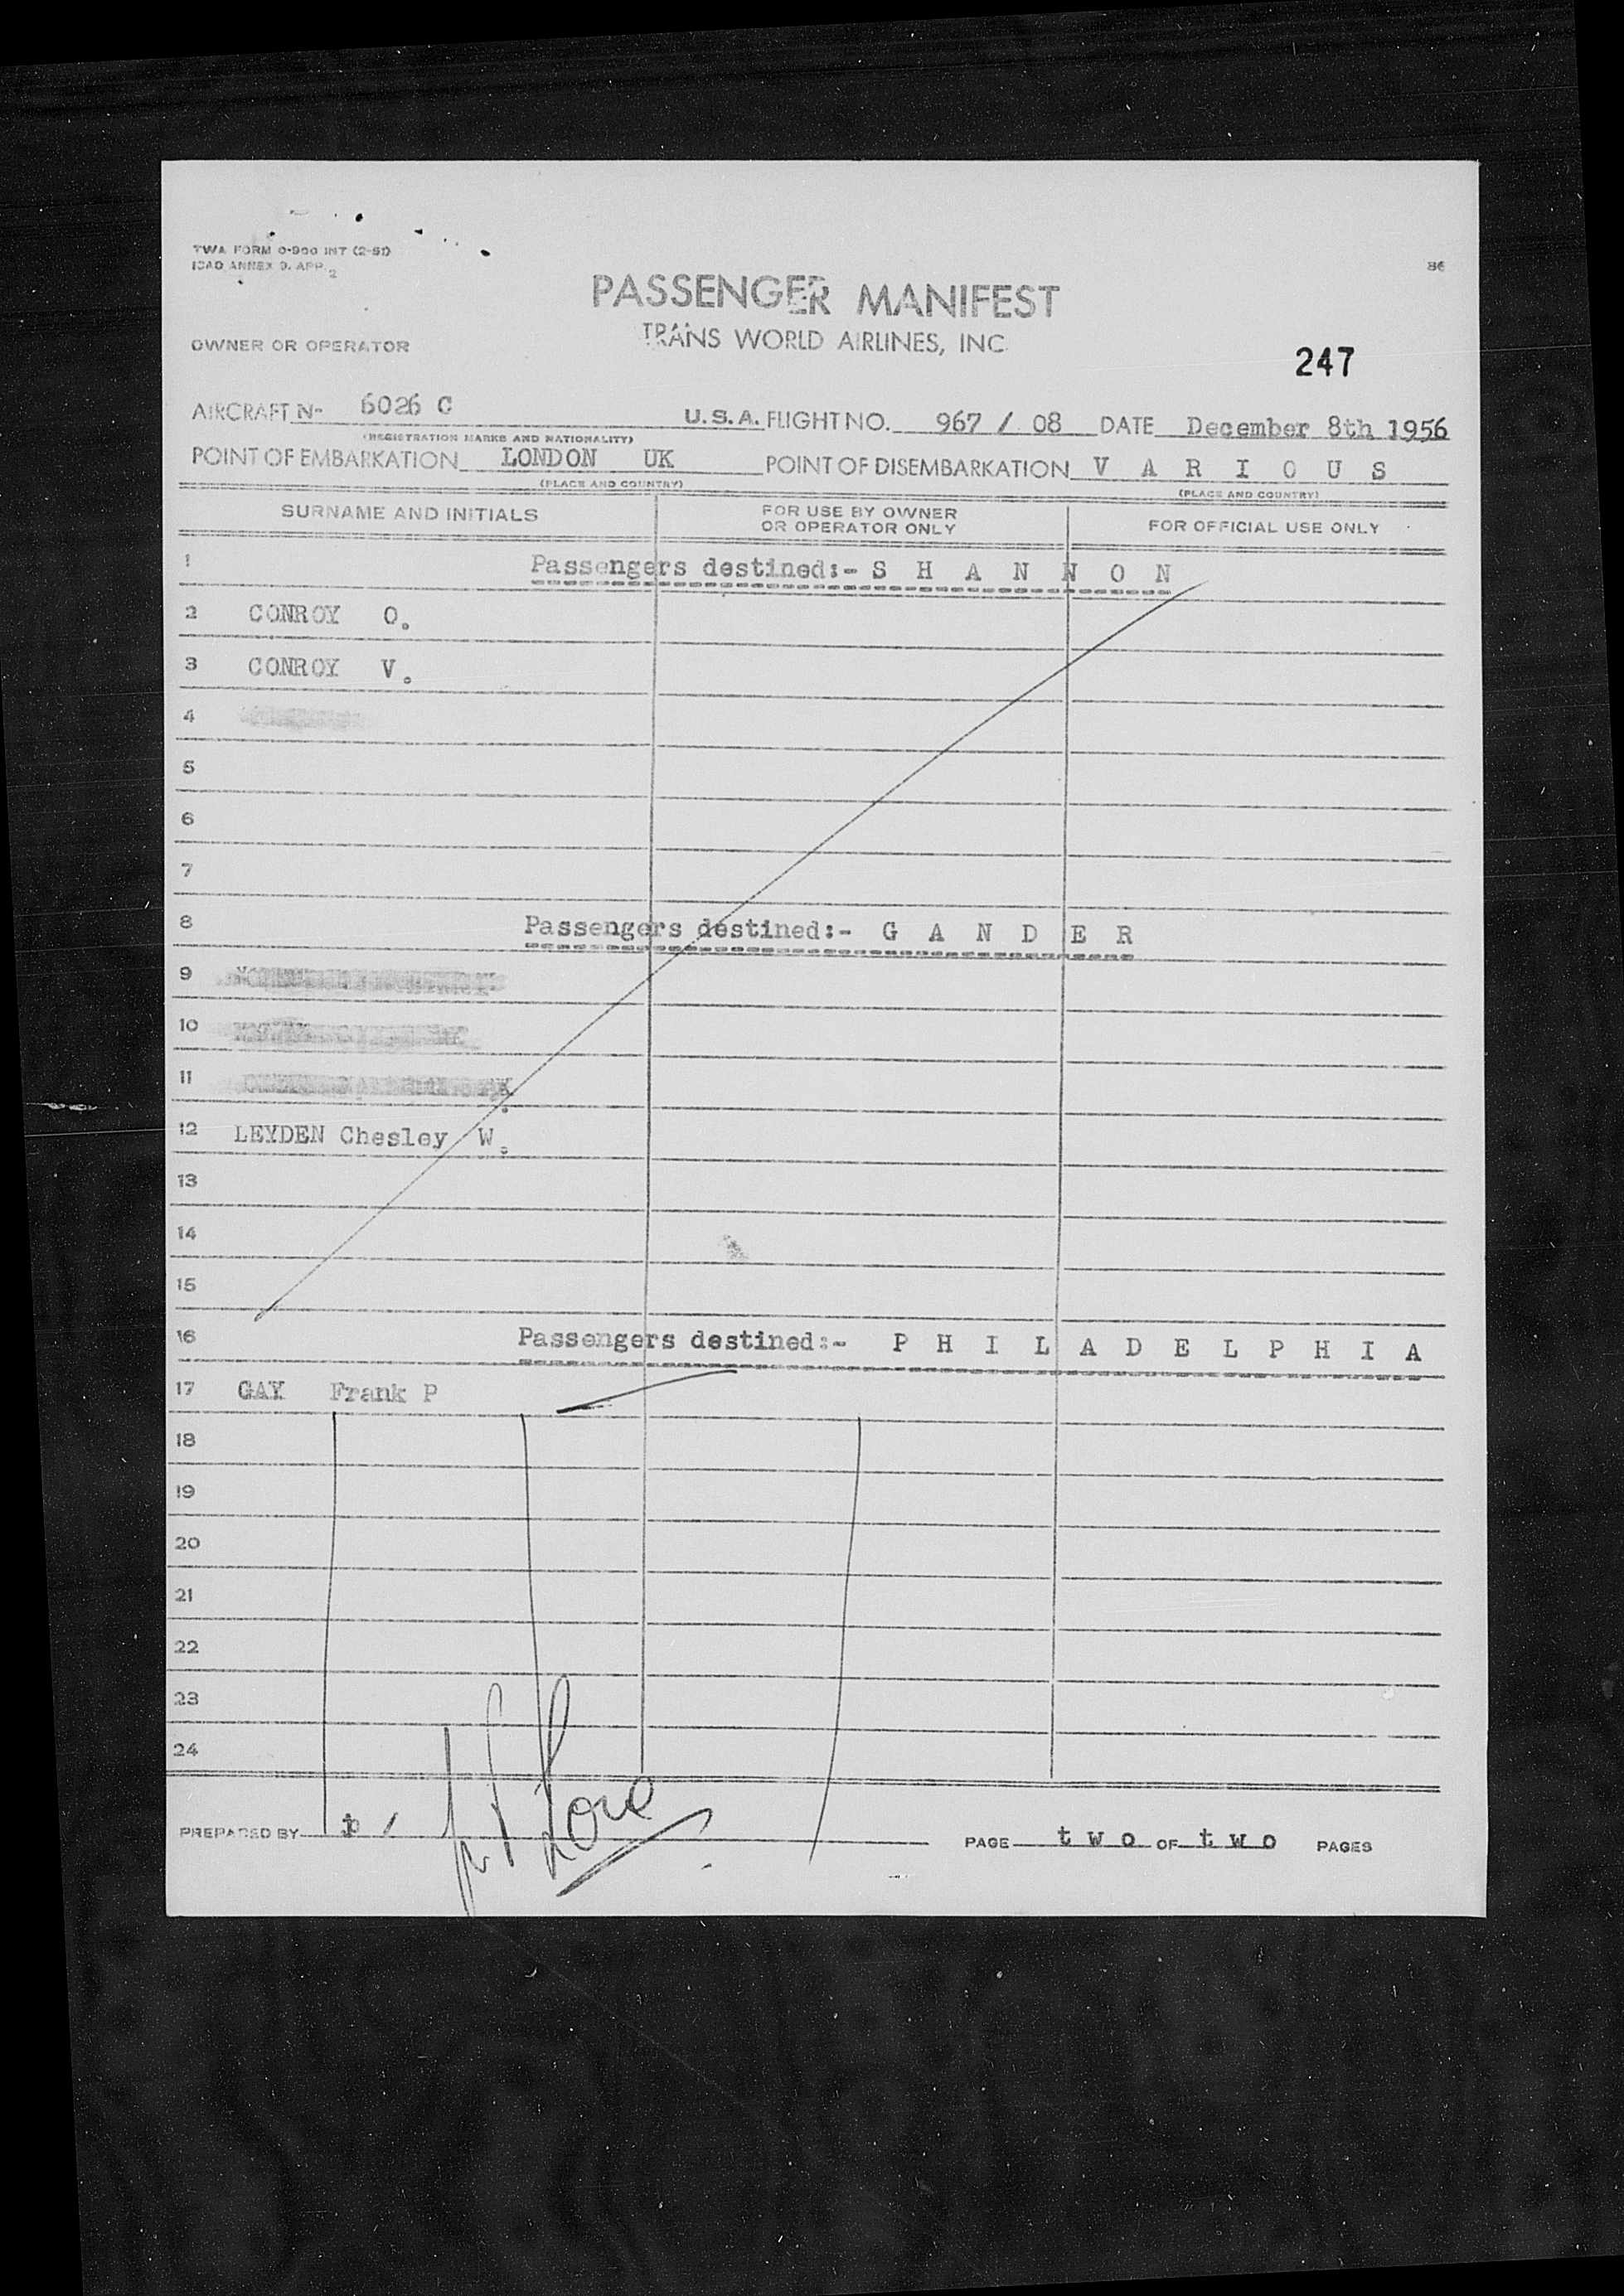 TWA FORM O-900 INT (2-51)
ICAO ANNEX 9. APP. 2
86
PASSENGER MANIFEST
TRANS WORLD AIRLINES, INC
OWNER OR OPERATOR
247
AIRCRAFT N- 6026 C U.S.A. FLIGHT NO. 967 / 08 DATE December 8th 1956
(REGISTRATION MARKS AND NATIONALITY)
POINT OF EMBARKATION LONDON UK POINT OF DISEMBARKATION V A R I O U S
(PLACE AND COUNTRY) (PLACE AND COUNTRY)
SURNAME AND INITIALS FOR USE BY OWNER OR OPERATOR ONLY FOR OFFICIAL USE ONLY
1 Passengers destined:- S H A N N O N
2 CONROY O.
3 CONROY V.
4
5
6
7
8 Passengers destined:- G A N D E R
9
10
11
12 LEYDEN Chesley W.
13
14
15
16 Passengers destined:- P H I L A D E L P H I A
17 GAY Frank P
18
19
20
21
22
23
24
PREPARED BY PAGE t w o OF t w o PAGES